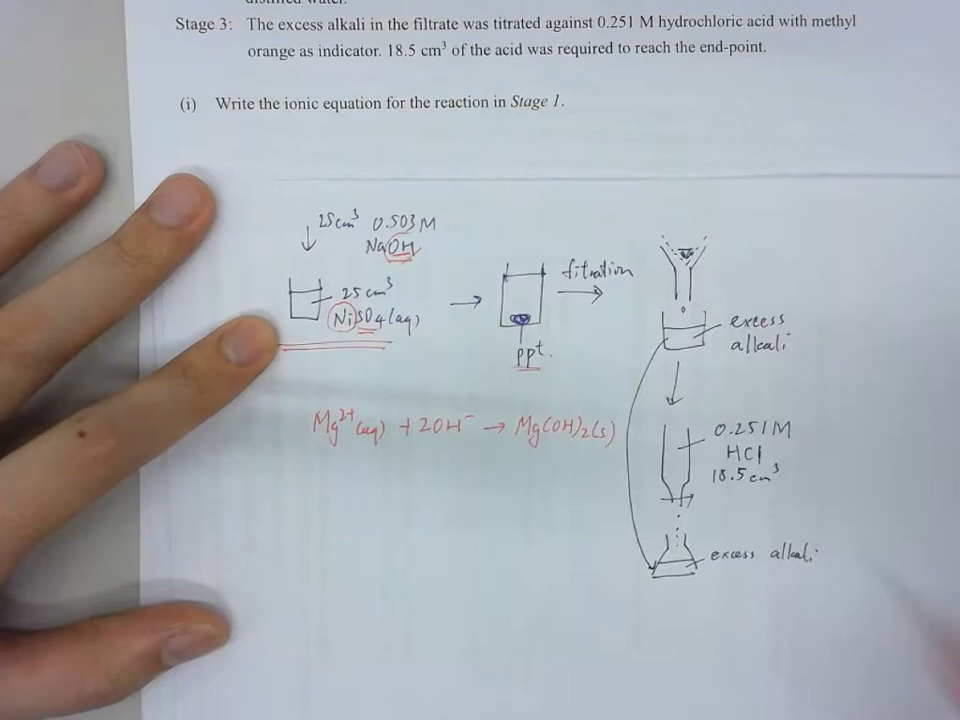 distilled water.
Stage 3: The excess alkali in the filtrate was titrated against 0.251 M hydrochloric acid with methyl
orange as indicator. 18.5 cm³ of the acid was required to reach the end-point.
(i) Write the ionic equation for the reaction in Stage 1.
25cm³ 0.503M
NaOH
25cm³
NiSO4(aq)
ppt.
filtration
excess
alkali
Mg²⁺(aq) + 2OH⁻ → Mg(OH)2(s)
0.251M
HCl
18.5cm³
excess alkali